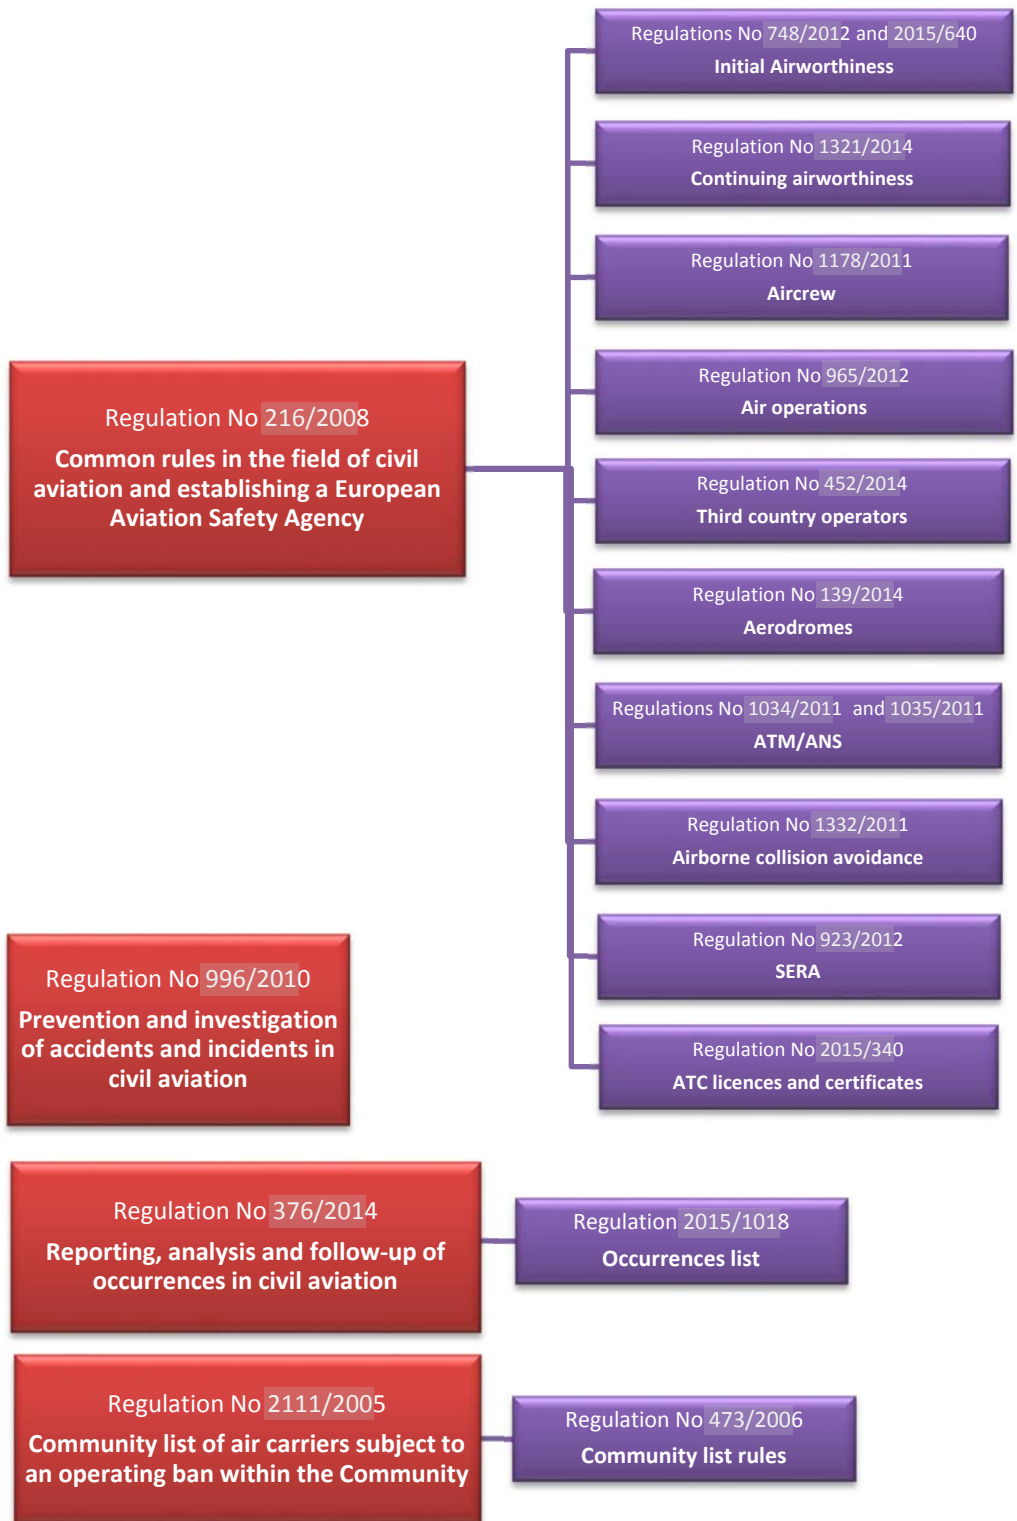 Regulations No 748/2012 and 2015/640
Initial Airworthiness
Regulation No 1321/2014
Continuing airworthiness
Regulation No 1178/2011
Aircrew
Regulation No 965/2012
Air operations
Regulation No 216/2008
Common rules in the field of civil
aviation and establishing a European
Aviation Safety Agency
Regulation No 452/2014
Third country operators
Regulation No 139/2014
Aerodromes
Regulations No 1034/2011 and 1035/2011
ATM/ANS
Regulation No 1332/2011
Airborne collision avoidance
Regulation No 923/2012
SERA
Regulation No 2015/340
ATC licences and certificates
Regulation No 996/2010
Prevention and investigation
of accidents and incidents in
civil aviation
Regulation No 376/2014
Reporting, analysis and follow-up of
occurrences in civil aviation
Regulation 2015/1018
Occurrences list
Regulation No 2111/2005
Community list of air carriers subject to
an operating ban within the Community
Regulation No 473/2006
Community list rules